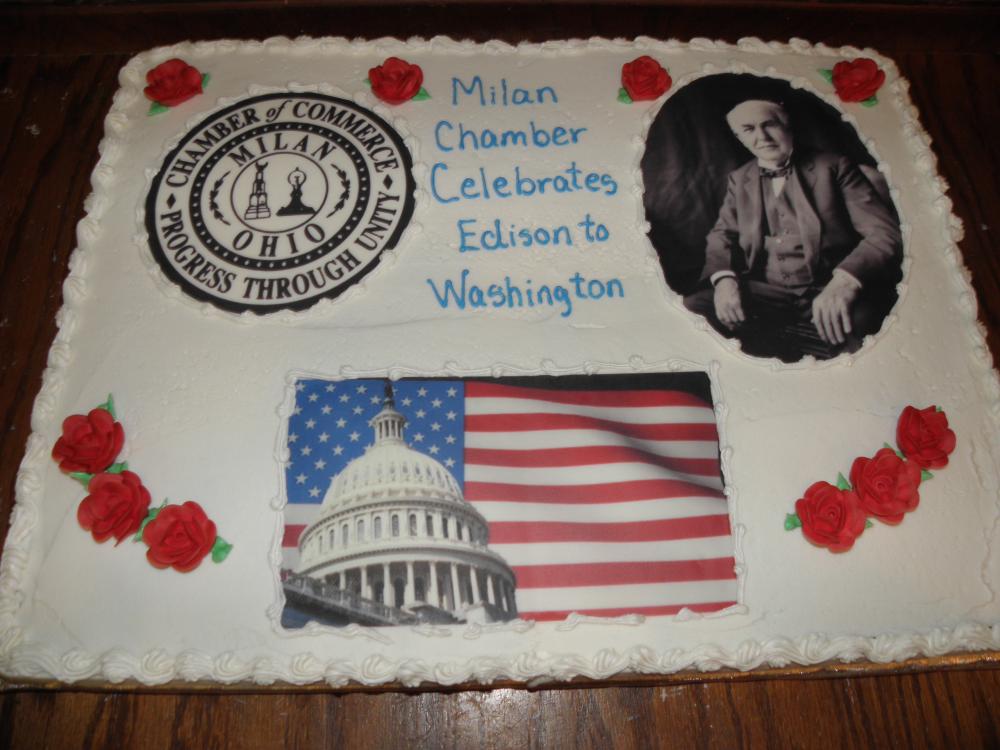 CHAMBER of COMMERCE
MILAN
OHIO
PROGRESS THROUGH UNITY
Milan
Chamber
Celebrates
Edison to
Washington